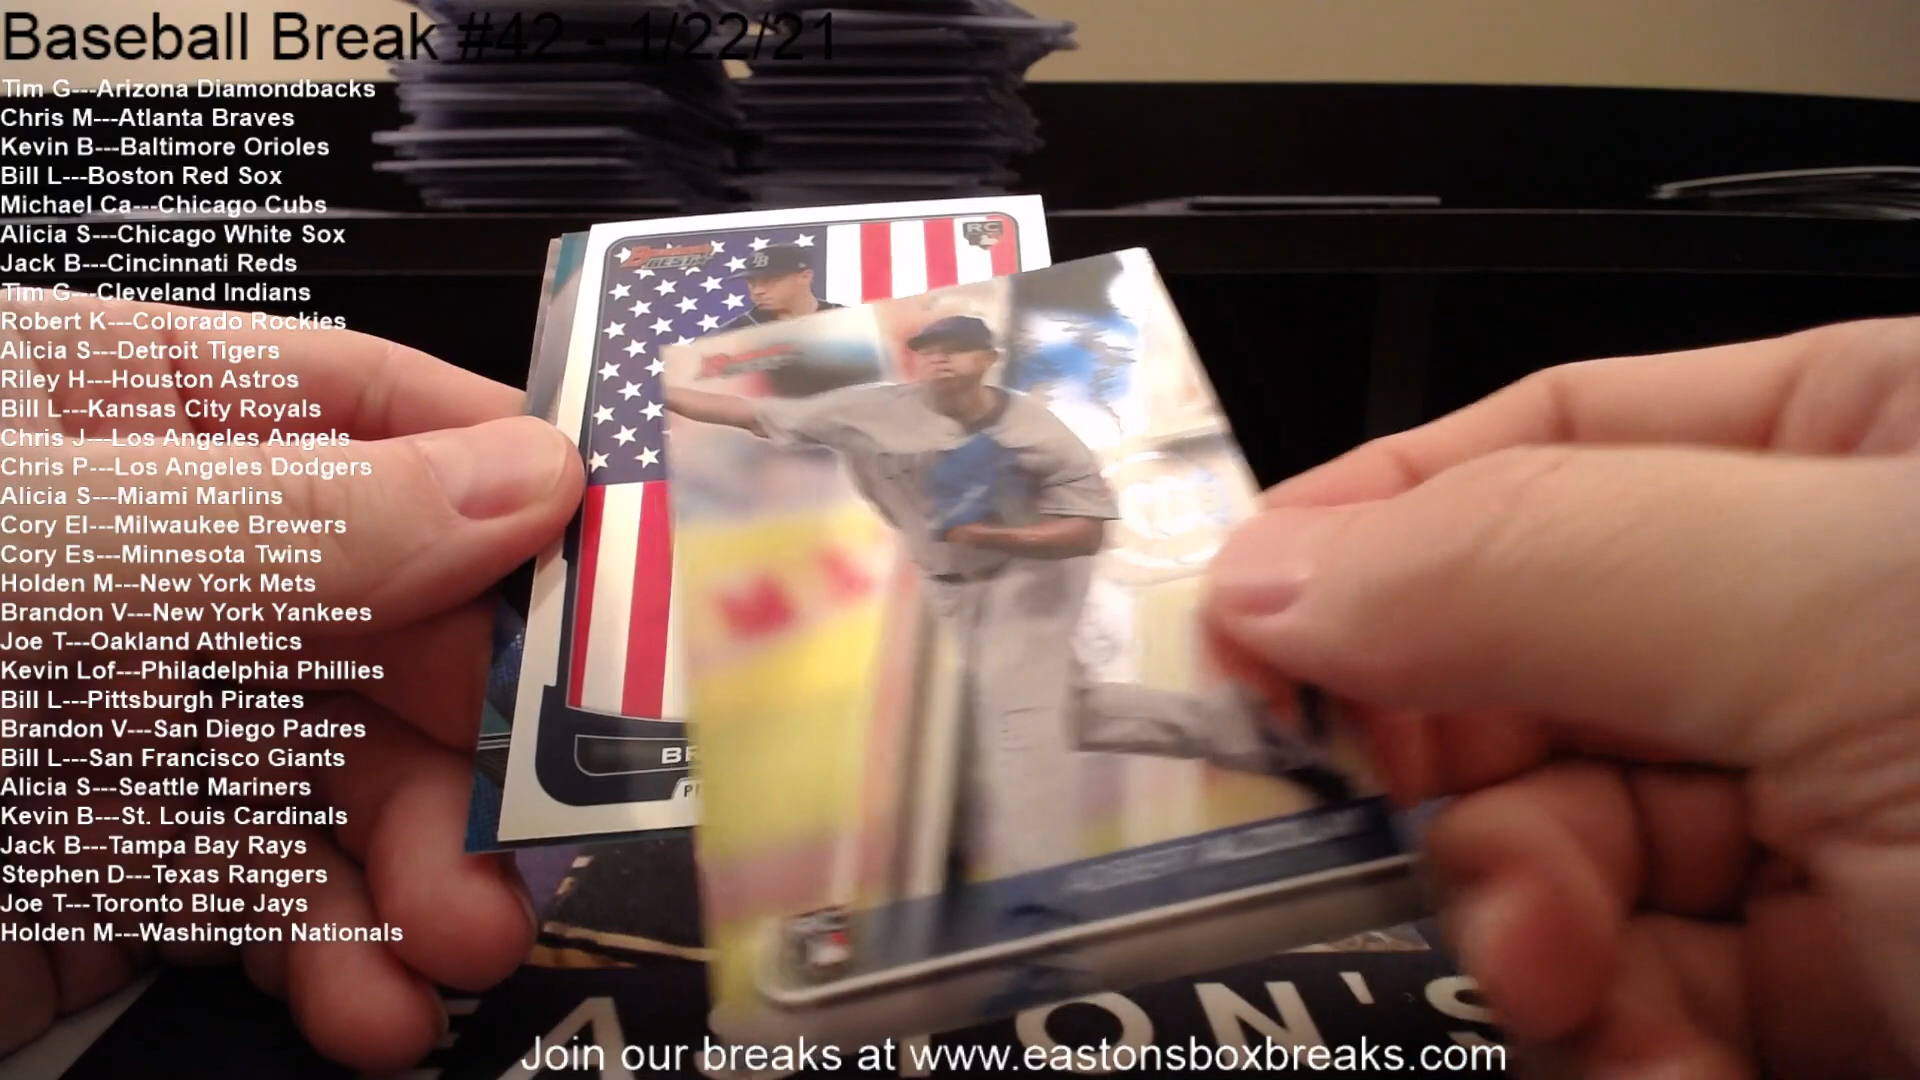 Baseball Break #42 - 1/22/21
Tim G---Arizona Diamondbacks
Chris M---Atlanta Braves
Kevin B---Baltimore Orioles
Bill L---Boston Red Sox
Michael Ca---Chicago Cubs
Alicia S---Chicago White Sox
Jack B---Cincinnati Reds
Tim G---Cleveland Indians
Robert K---Colorado Rockies
Alicia S---Detroit Tigers
Riley H---Houston Astros
Bill L---Kansas City Royals
Chris J---Los Angeles Angels
Chris P---Los Angeles Dodgers
Alicia S---Miami Marlins
Cory El---Milwaukee Brewers
Cory Es---Minnesota Twins
Holden M---New York Mets
Brandon V---New York Yankees
Joe T---Oakland Athletics
Kevin Lof---Philadelphia Phillies
Bill L---Pittsburgh Pirates
Brandon V---San Diego Padres
Bill L---San Francisco Giants
Alicia S---Seattle Mariners
Kevin B---St. Louis Cardinals
Jack B---Tampa Bay Rays
Stephen D---Texas Rangers
Joe T---Toronto Blue Jays
Holden M---Washington Nationals
Bowman
BEST
RC
TB
BR
EASTON'S
Join our breaks at www.eastonsboxbreaks.com